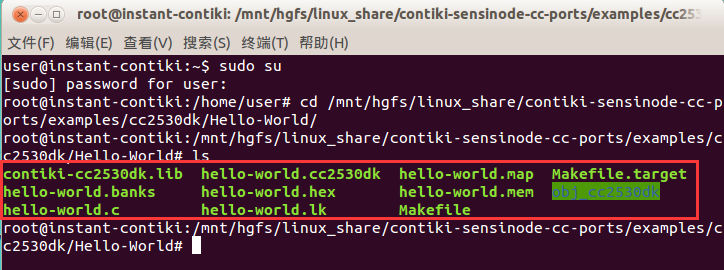 root@instant-contiki: /mnt/hgfs/linux_share/contiki-sensinode-cc-ports/examples/cc2530
文件(F) 编辑(E) 查看(V) 搜索(S) 终端(T) 帮助(H)
user@instant-contiki:~$ sudo su
[sudo] password for user:
root@instant-contiki:/home/user# cd /mnt/hgfs/linux_share/contiki-sensinode-cc-p
orts/examples/cc2530dk/Hello-World/
root@instant-contiki:/mnt/hgfs/linux_share/contiki-sensinode-cc-ports/examples/c
c2530dk/Hello-World# ls
contiki-cc2530dk.lib hello-world.cc2530dk hello-world.map Makefile.target
hello-world.banks hello-world.hex hello-world.mem obj_cc2530dk
hello-world.c hello-world.lk Makefile
root@instant-contiki:/mnt/hgfs/linux_share/contiki-sensinode-cc-ports/examples/c
c2530dk/Hello-World#